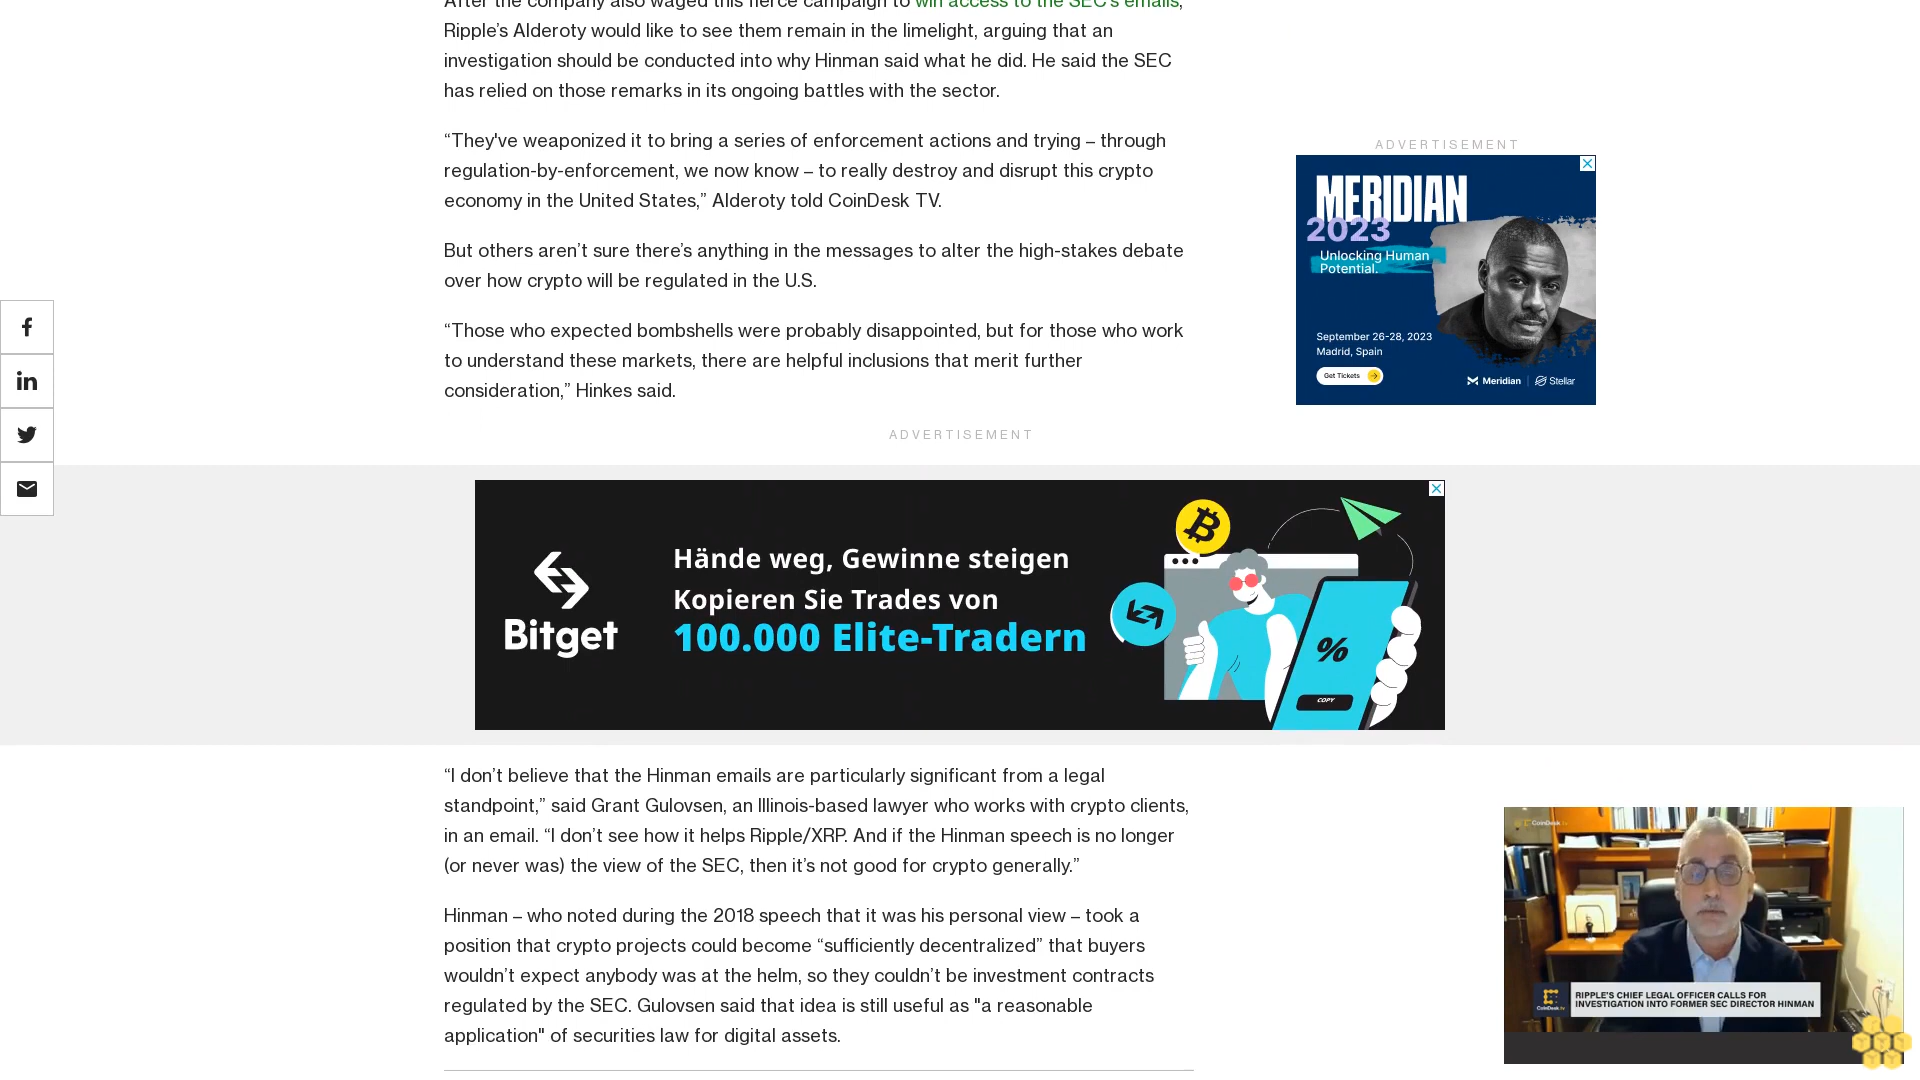 After the company also waged this fierce campaign to win access to the SEC's emails,
Ripple’s Alderoty would like to see them remain in the limelight, arguing that an
investigation should be conducted into why Hinman said what he did. He said the SEC
has relied on those remarks in its ongoing battles with the sector.
“They've weaponized it to bring a series of enforcement actions and trying – through
regulation-by-enforcement, we now know – to really destroy and disrupt this crypto
economy in the United States,” Alderoty told CoinDesk TV.
But others aren’t sure there’s anything in the messages to alter the high-stakes debate
over how crypto will be regulated in the U.S.
“Those who expected bombshells were probably disappointed, but for those who work
to understand these markets, there are helpful inclusions that merit further
consideration,” Hinkes said.
ADVERTISEMENT
MERIDIAN
2023
Unlocking Human
Potential.
September 26-28, 2023
Madrid, Spain
Get Tickets
Meridian
Stellar
ADVERTISEMENT
Bitget
Hände weg, Gewinne steigen
Kopieren Sie Trades von
100.000 Elite-Tradern
%
COPY
“I don’t believe that the Hinman emails are particularly significant from a legal
standpoint,” said Grant Gulovsen, an Illinois-based lawyer who works with crypto clients,
in an email. “I don’t see how it helps Ripple/XRP. And if the Hinman speech is no longer
(or never was) the view of the SEC, then it’s not good for crypto generally.”
Hinman – who noted during the 2018 speech that it was his personal view – took a
position that crypto projects could become “sufficiently decentralized” that buyers
wouldn’t expect anybody was at the helm, so they couldn’t be investment contracts
regulated by the SEC. Gulovsen said that idea is still useful as "a reasonable
application" of securities law for digital assets.
CoinDesk tv
CoinDesk tv
RIPPLE'S CHIEF LEGAL OFFICER CALLS FOR
INVESTIGATION INTO FORMER SEC DIRECTOR HINMAN